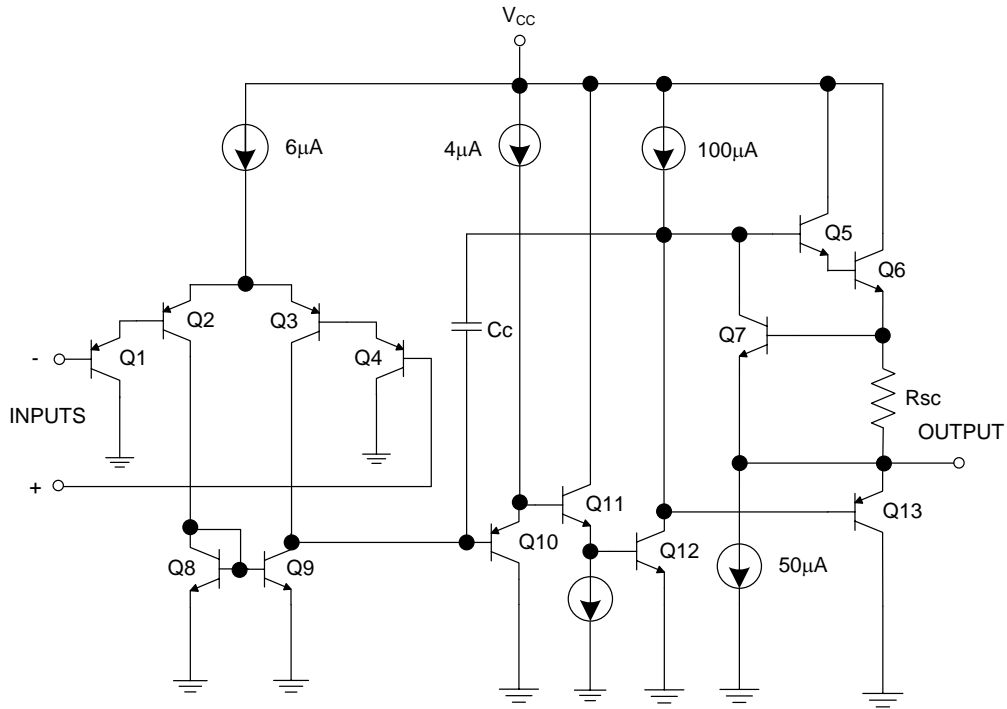 V_CC
6μA
4μA
100μA
Q5
Q6
Q2
Q3
Cc
Q7
-
Q1
Q4
Rsc
INPUTS
OUTPUT
+
Q11
Q13
Q10
Q12
Q8
Q9
50μA